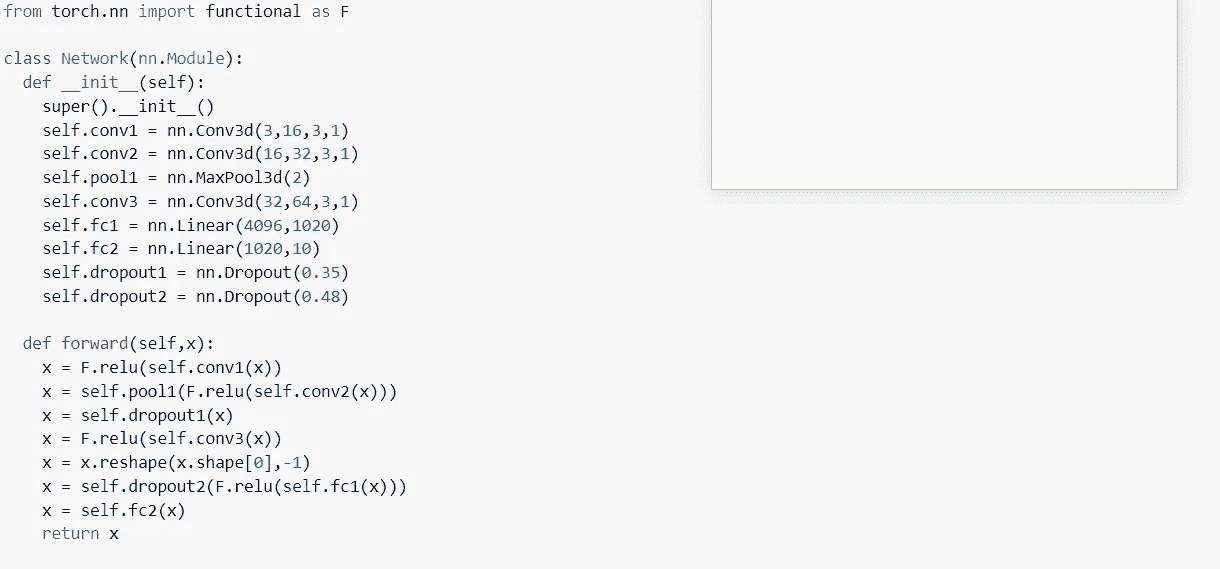 from torch.nn import functional as F
class Network(nn.Module):
def __init__(self):
super().__init__()
self.conv1 = nn.Conv3d(3,16,3,1)
self.conv2 = nn.Conv3d(16,32,3,1)
self.pool1 = nn.MaxPool3d(2)
self.conv3 = nn.Conv3d(32,64,3,1)
self.fc1 = nn.Linear(4096,1020)
self.fc2 = nn.Linear(1020,10)
self.dropout1 = nn.Dropout(0.35)
self.dropout2 = nn.Dropout(0.48)
def forward(self,x):
x = F.relu(self.conv1(x))
x = self.pool1(F.relu(self.conv2(x)))
x = self.dropout1(x)
x = F.relu(self.conv3(x))
x = x.reshape(x.shape[0],-1)
x = self.dropout2(F.relu(self.fc1(x)))
x = self.fc2(x)
return x